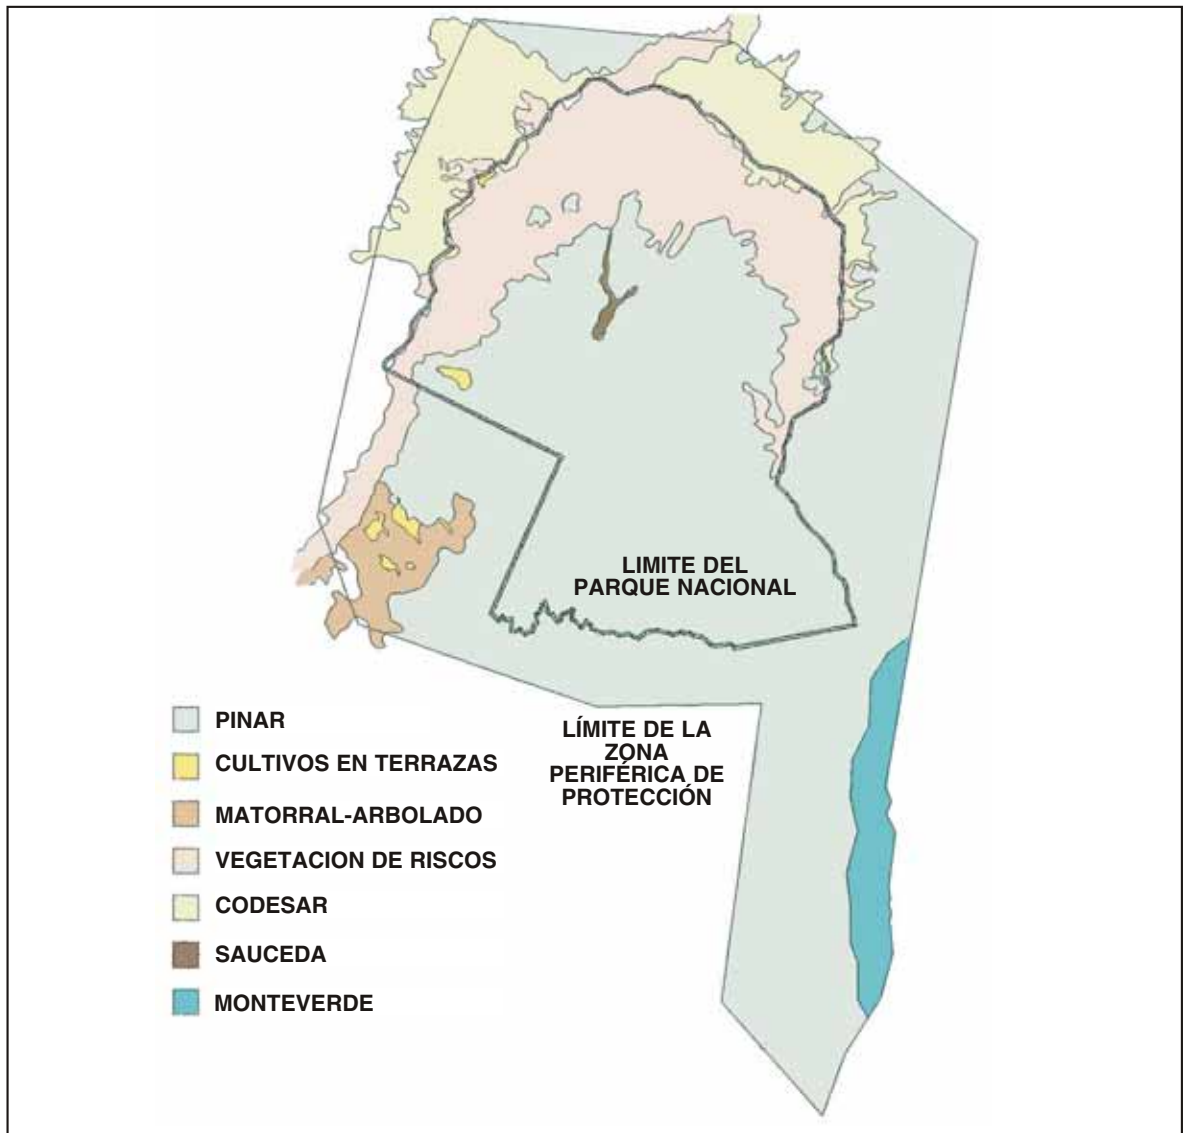 LIMITE DEL
PARQUE NACIONAL
PINAR
CULTIVOS EN TERRAZAS
MATORRAL-ARBOLADO
VEGETACION DE RISCOS
CODESAR
SAUCEDA
MONTEVERDE
LÍMITE DE LA
ZONA
PERIFÉRICA DE
PROTECCIÓN